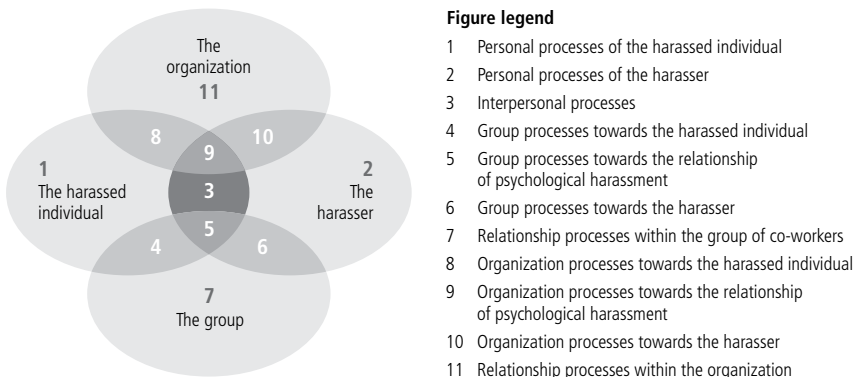 The
organization
11
8
10
9
1
The harassed
individual
3
2
The
harasser
5
4
6
7
The group
Figure legend
1 Personal processes of the harassed individual
2 Personal processes of the harasser
3 Interpersonal processes
4 Group processes towards the harassed individual
5 Group processes towards the relationship
of psychological harassment
6 Group processes towards the harasser
7 Relationship processes within the group of co-workers
8 Organization processes towards the harassed individual
9 Organization processes towards the relationship
of psychological harassment
10 Organization processes towards the harasser
11 Relationship processes within the organization